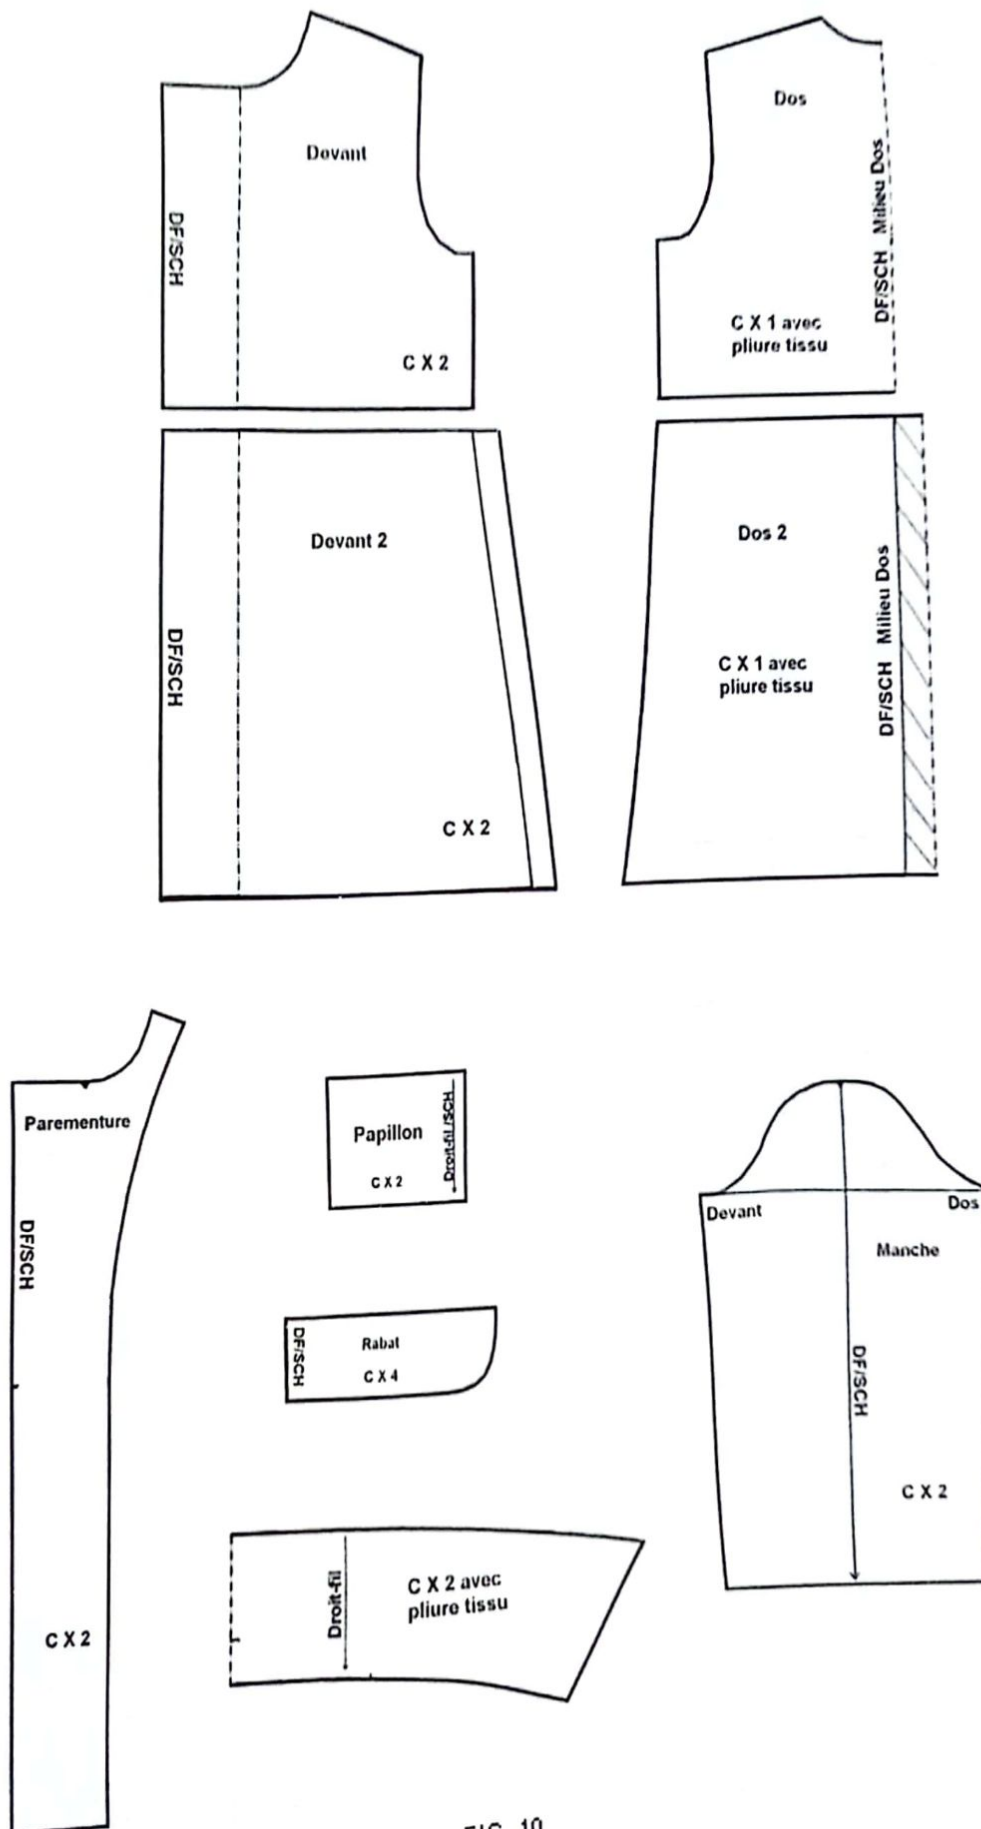 Devant
DF/SCH
C X 2
Dos
DF/SCH Milieu Dos
C X 1 avec
pliure tissu
Devant 2
DF/SCH
C X 2
Dos 2
DF/SCH Milieu Dos
C X 1 avec
pliure tissu
Parementure
DF/SCH
C X 2
Papillon
C X 2
Droit-fil/SCH
DF/SCH
Rabat
C X 4
Droit-fil
C X 2 avec
pliure tissu
Devant
Dos
Manche
DF/SCH
C X 2
FIG 10